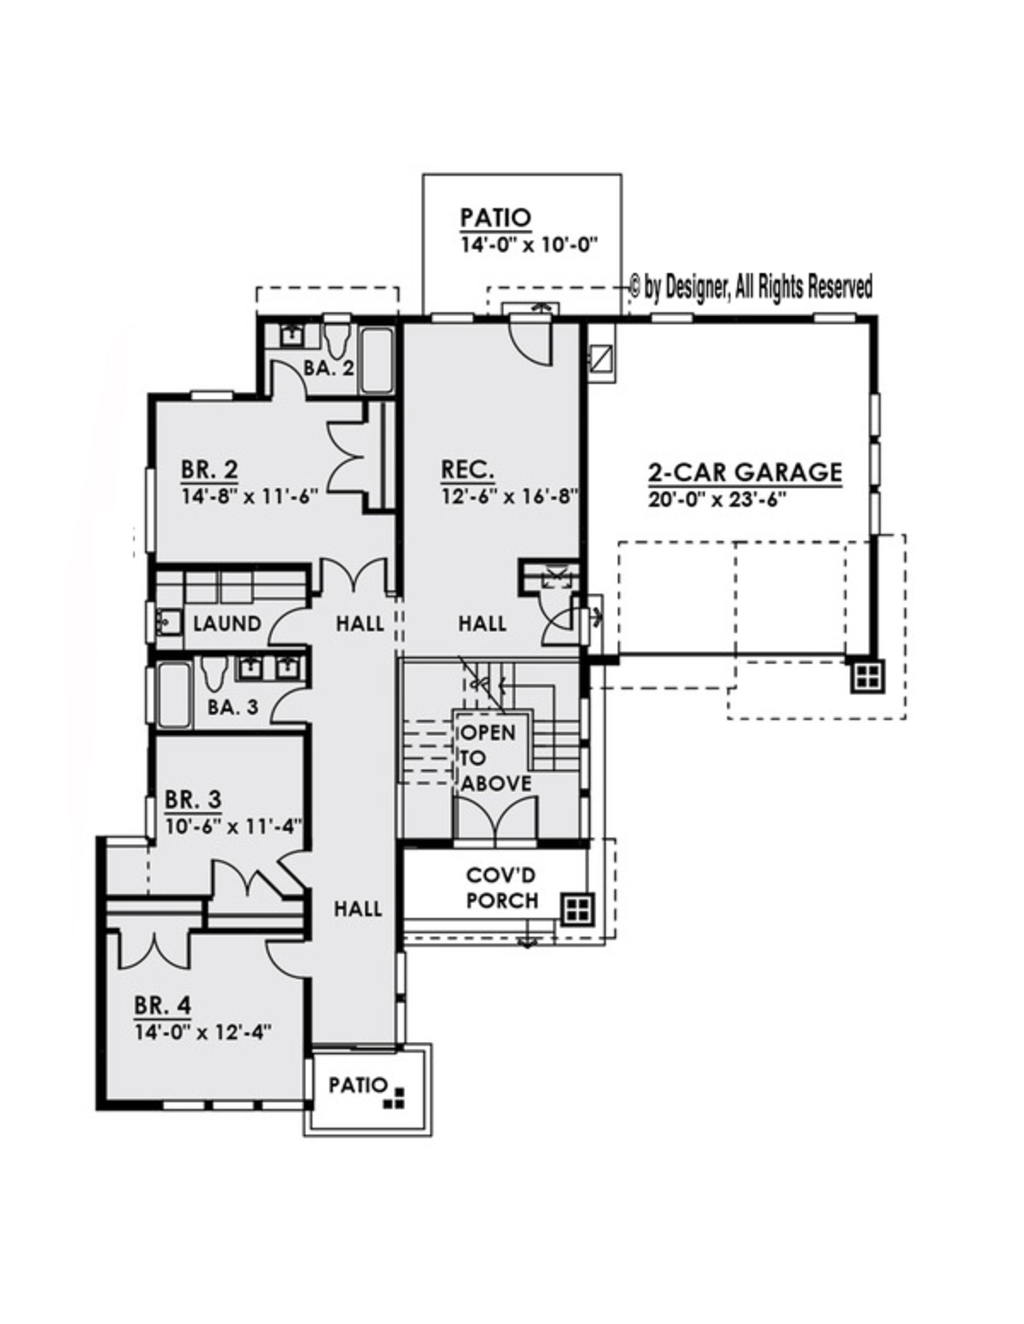 PATIO
14'-0" x 10'-0"
© by Designer, All Rights Reserved
BA. 2
BR. 2
14'-8" x 11'-6"
REC.
12'-6" x 16'-8"
2-CAR GARAGE
20'-0" x 23'-6"
LAUND
HALL
HALL
BA. 3
OPEN
TO
ABOVE
BR. 3
10'-6" x 11'-4"
COV'D
PORCH
HALL
BR. 4
14'-0" x 12'-4"
PATIO